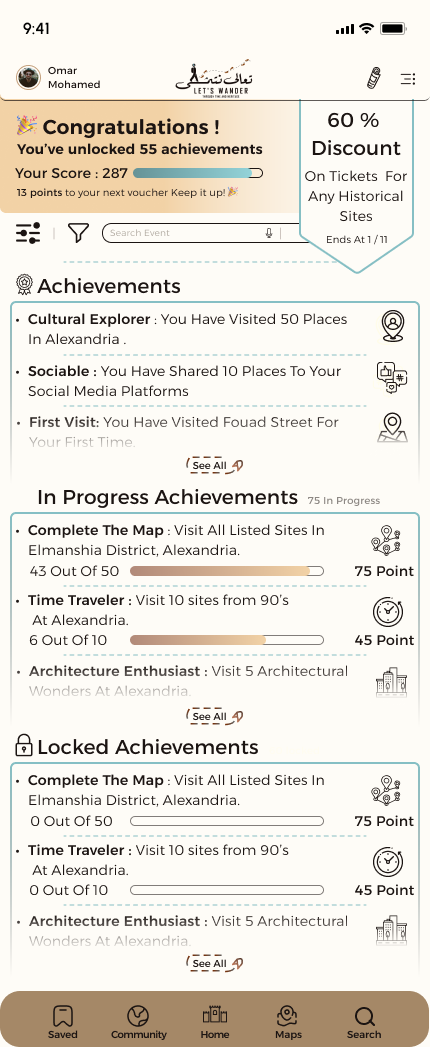 9:41
Omar
Mohamed
تعالى نتمشى
LET'S WANDER
🎉 Congratulations !
You've unlocked 55 achievements
Your Score : 287
13 points to your next voucher Keep it up!🎉
60 %
Discount
On Tickets For
Any Historical
Sites
Ends At 1 / 11
Search Event
Achievements
• Cultural Explorer : You Have Visited 50 Places
In Alexandria .
• Sociable : You Have Shared 10 Places To Your
Social Media Platforms
• First Visit: You Have Visited Fouad Street For
Your First Time.
See All
In Progress Achievements 75 In Progress
• Complete The Map : Visit All Listed Sites In
Elmanshia District, Alexandria.
43 Out Of 50 75 Point
• Time Traveler : Visit 10 sites from 90's
At Alexandria.
6 Out Of 10 45 Point
• Architecture Enthusiast : Visit 5 Architectural
Wonders At Alexandria.
See All
Locked Achievements
• Complete The Map : Visit All Listed Sites In
Elmanshia District, Alexandria.
0 Out Of 50 75 Point
• Time Traveler : Visit 10 sites from 90's
At Alexandria.
0 Out Of 10 45 Point
• Architecture Enthusiast : Visit 5 Architectural
Wonders At Alexandria.
See All
Saved Community Home Maps Search